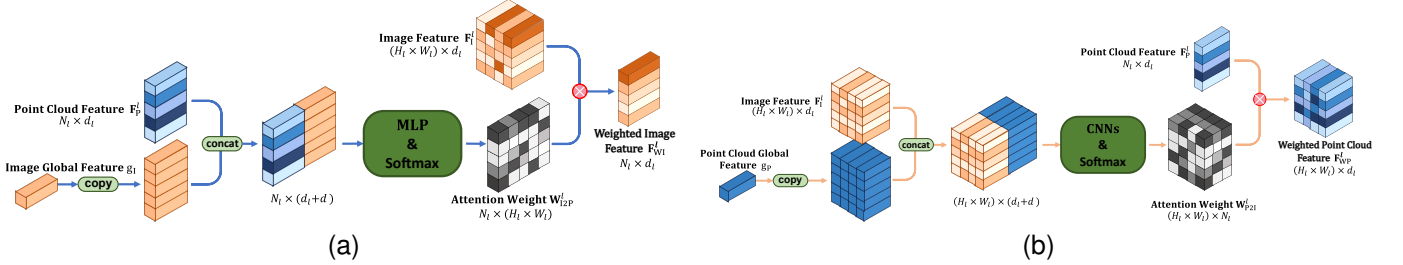 Point Cloud Feature F_P^l
N_l × d_l
Image Global Feature g_I
copy
concat
N_l × (d_l+d)
MLP
&
Softmax
Image Feature F_I^l
(H_l × W_l) × d_l
Attention Weight W_I2P^l
N_l × (H_l × W_l)
Weighted Image
Feature F_WI^l
N_l × d_l
(a)
Image Feature F_I^l
(H_l × W_l) × d_l
Point Cloud Global
Feature g_P
copy
concat
(H_l × W_l) × (d_l+d)
CNNs
&
Softmax
Point Cloud Feature F_P^l
N_l × d_l
Attention Weight W_P2I^l
(H_l × W_l) × N_l
Weighted Point Cloud
Feature F_WP^l
(H_l × W_l) × d_l
(b)